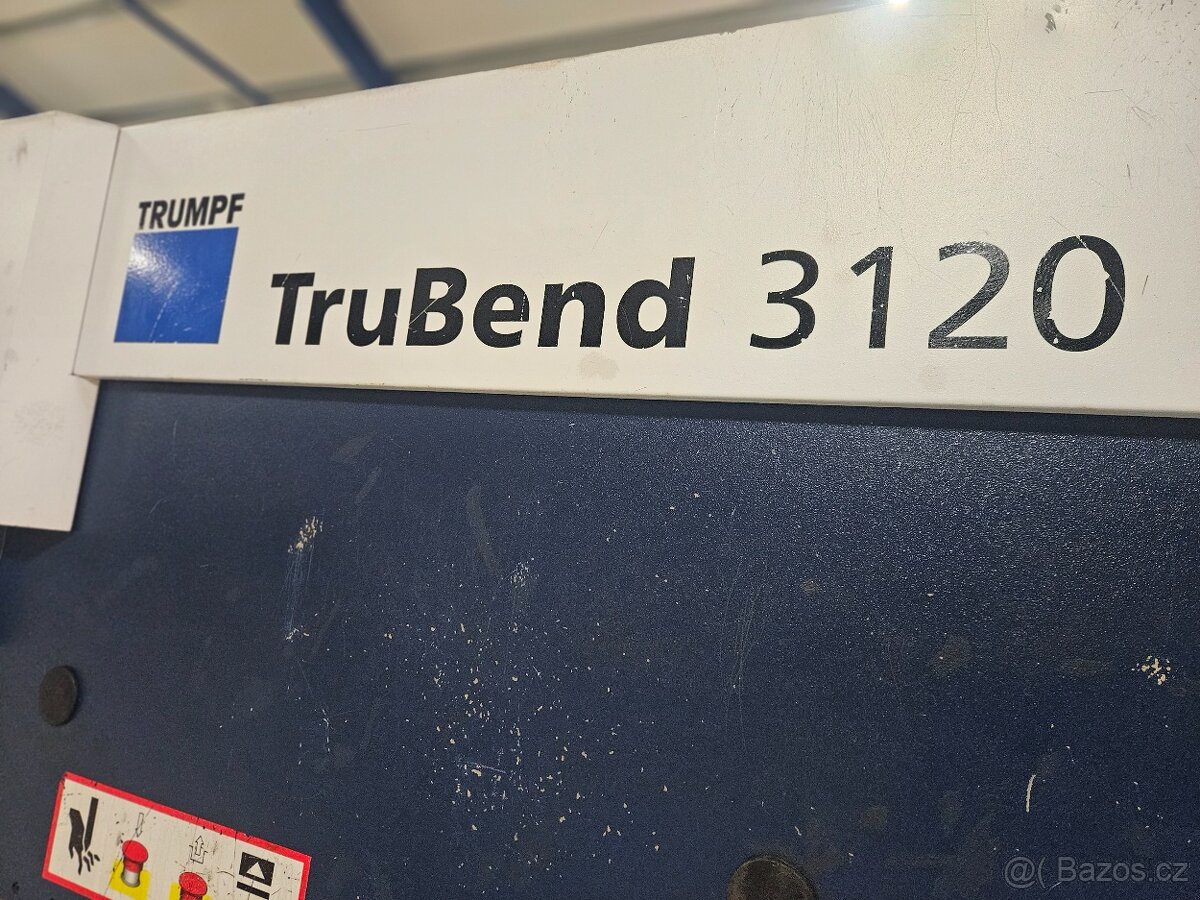 TRUMPF
TruBend 3120
@( Bazos.cz